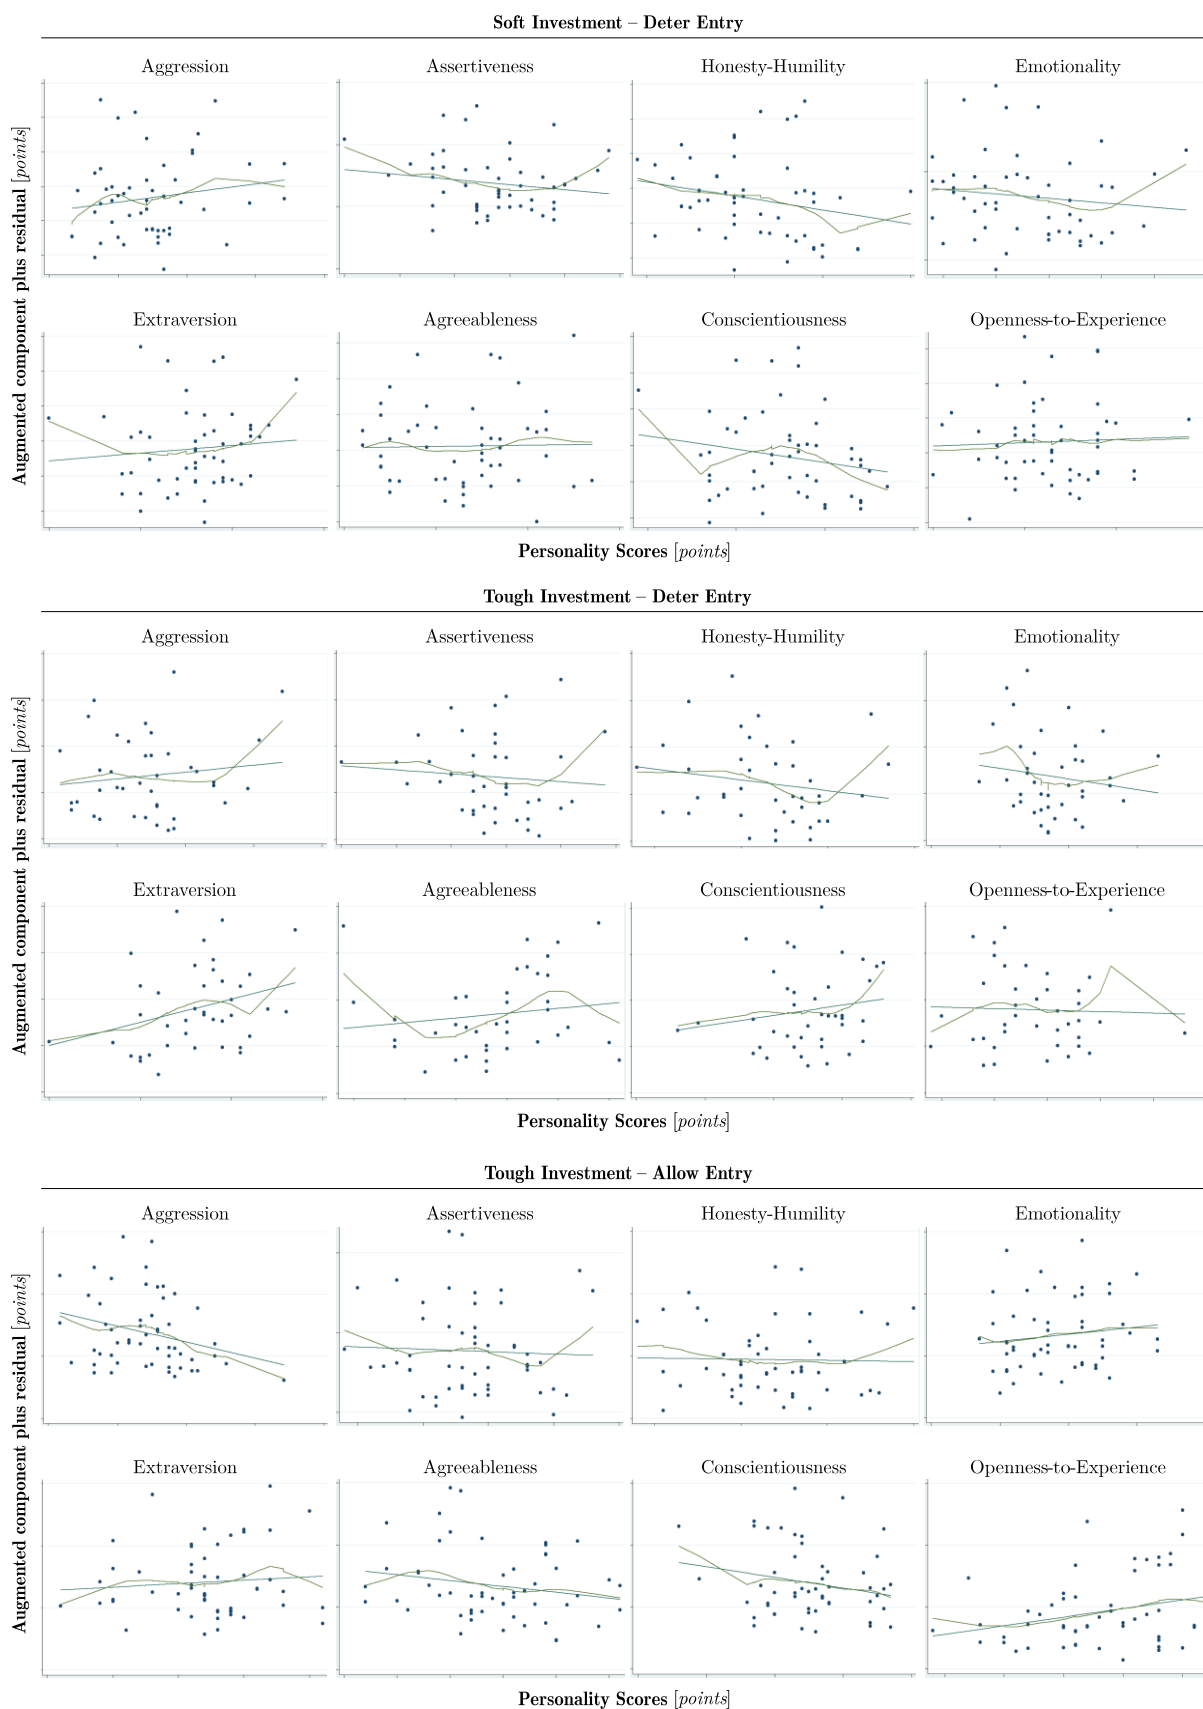 Soft Investment – Deter Entry
Aggression Assertiveness Honesty-Humility Emotionality
Augmented component plus residual [points]
Extraversion Agreeableness Conscientiousness Openness-to-Experience
Personality Scores [points]
Tough Investment – Deter Entry
Aggression Assertiveness Honesty-Humility Emotionality
Augmented component plus residual [points]
Extraversion Agreeableness Conscientiousness Openness-to-Experience
Personality Scores [points]
Tough Investment – Allow Entry
Aggression Assertiveness Honesty-Humility Emotionality
Augmented component plus residual [points]
Extraversion Agreeableness Conscientiousness Openness-to-Experience
Personality Scores [points]